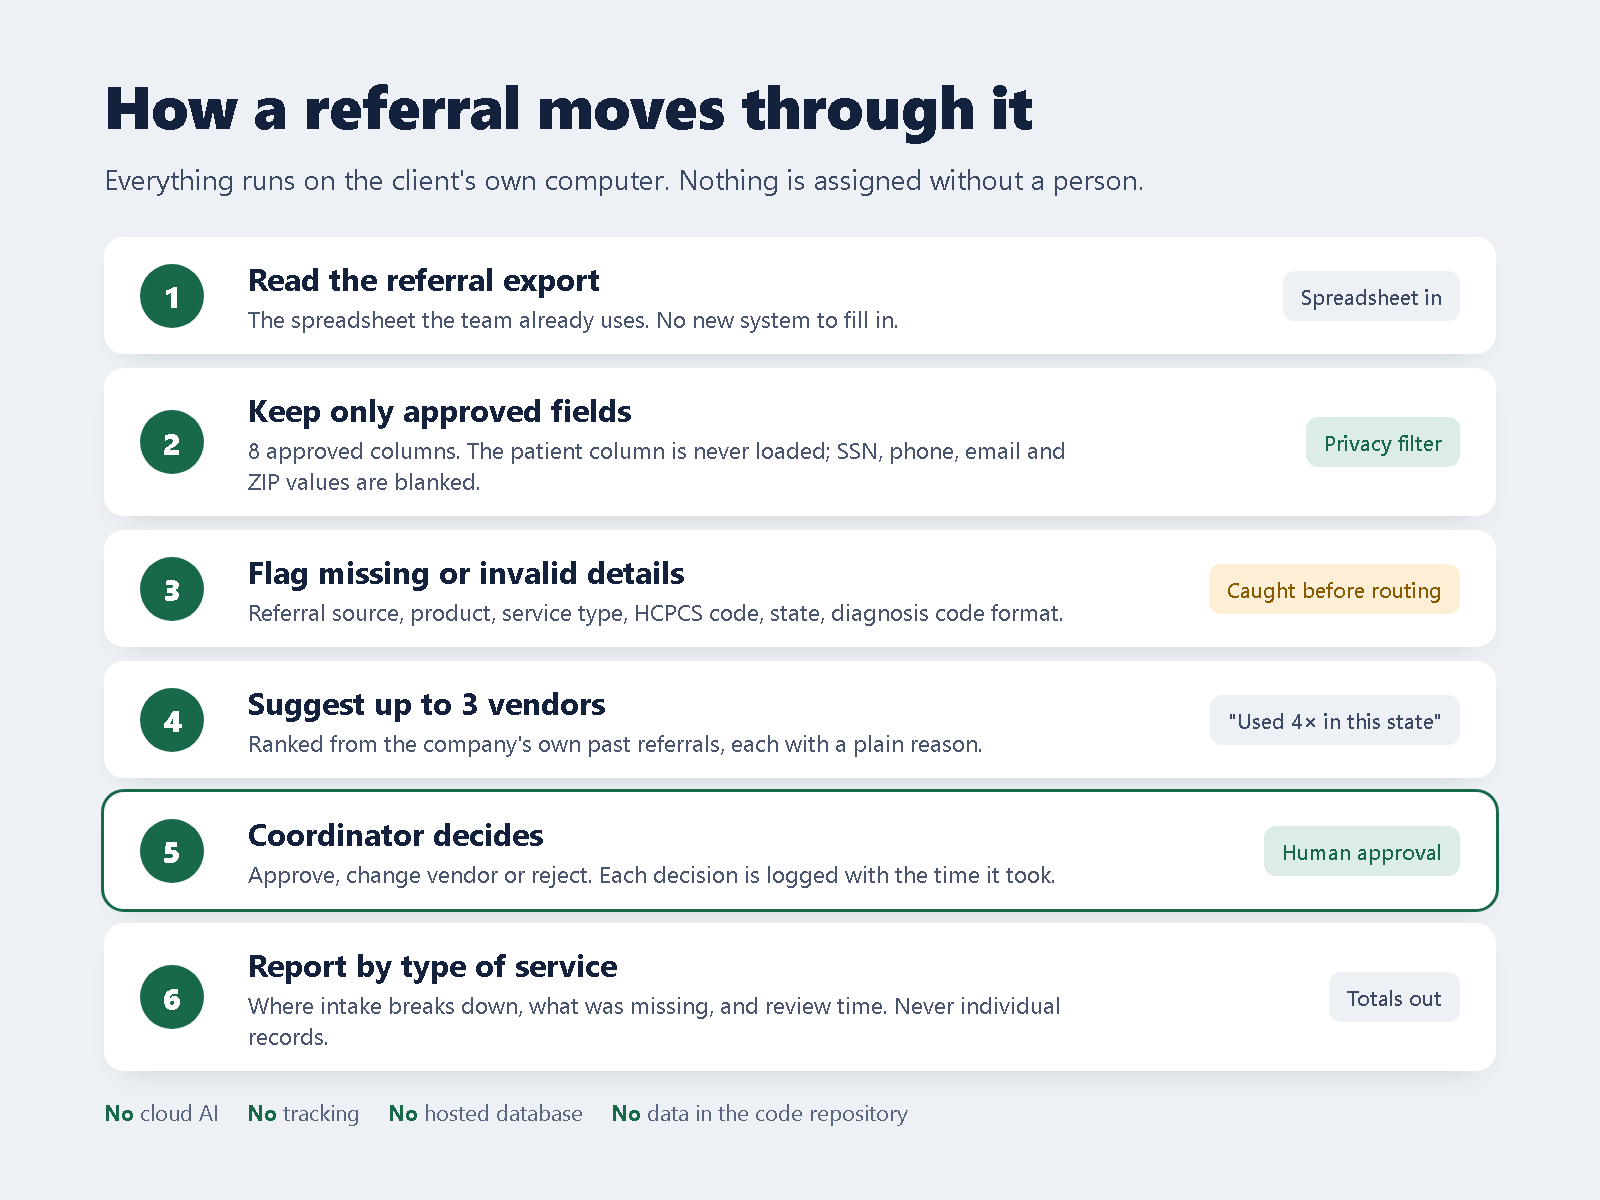 How a referral moves through it
Everything runs on the client's own computer. Nothing is assigned without a person.
1
Read the referral export
The spreadsheet the team already uses. No new system to fill in.
Spreadsheet in
2
Keep only approved fields
8 approved columns. The patient column is never loaded; SSN, phone, email and
ZIP values are blanked.
Privacy filter
3
Flag missing or invalid details
Referral source, product, service type, HCPCS code, state, diagnosis code format.
Caught before routing
4
Suggest up to 3 vendors
Ranked from the company's own past referrals, each with a plain reason.
"Used 4× in this state"
5
Coordinator decides
Approve, change vendor or reject. Each decision is logged with the time it took.
Human approval
6
Report by type of service
Where intake breaks down, what was missing, and review time. Never individual
records.
Totals out
No cloud AI No tracking No hosted database No data in the code repository